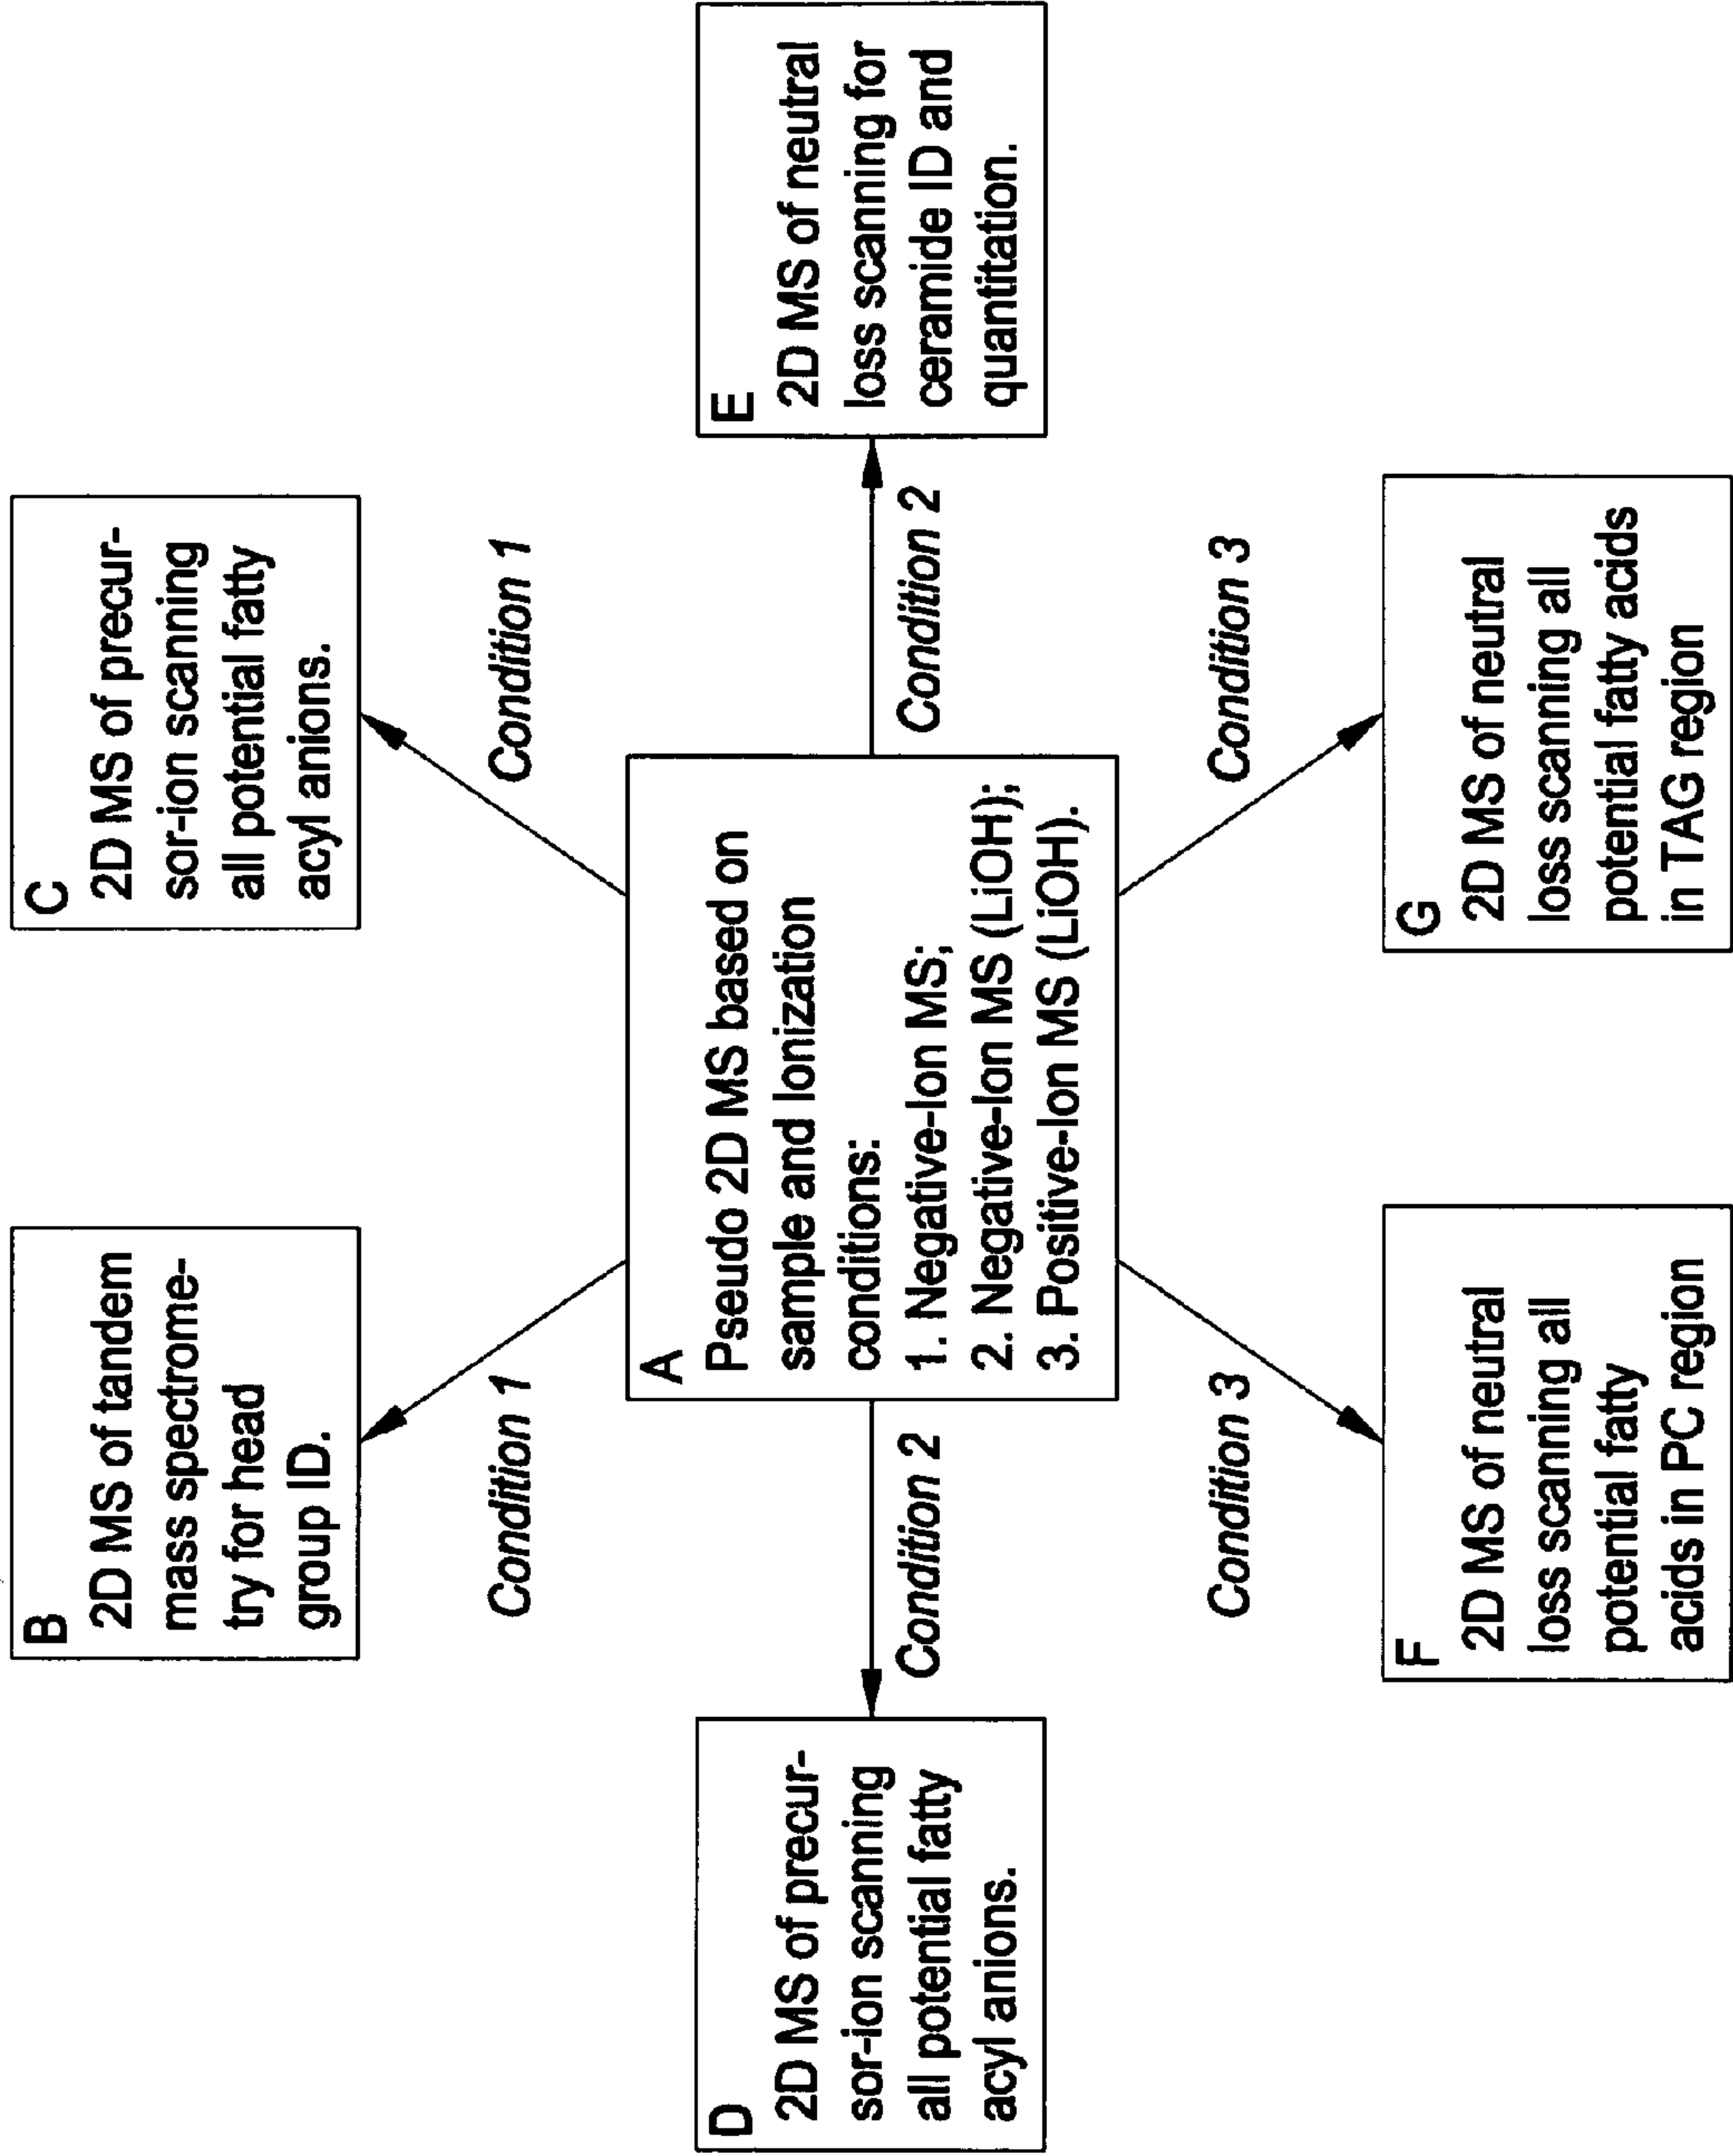 B
2D MS of tandem
mass spectrome-
try for head
group ID.
C
2D MS of precur-
sor-ion scanning
all potential fatty
acyl anions.
Condition 1
Condition 1
D
2D MS of precur-
sor-ion scanning
all potential fatty
acyl anions.
Condition 2
A
Pseudo 2D MS based on
sample and Ionization
conditions:
1. Negative-Ion MS;
2. Negative-Ion MS (LiOH);
3. Positive-Ion MS (LiOH).
Condition 2
E
2D MS of neutral
loss scanning for
ceramide ID and
quantitation.
Condition 3
Condition 3
F
2D MS of neutral
loss scanning all
potential fatty
acids in PC region
G
2D MS of neutral
loss scanning all
potential fatty acids
in TAG region